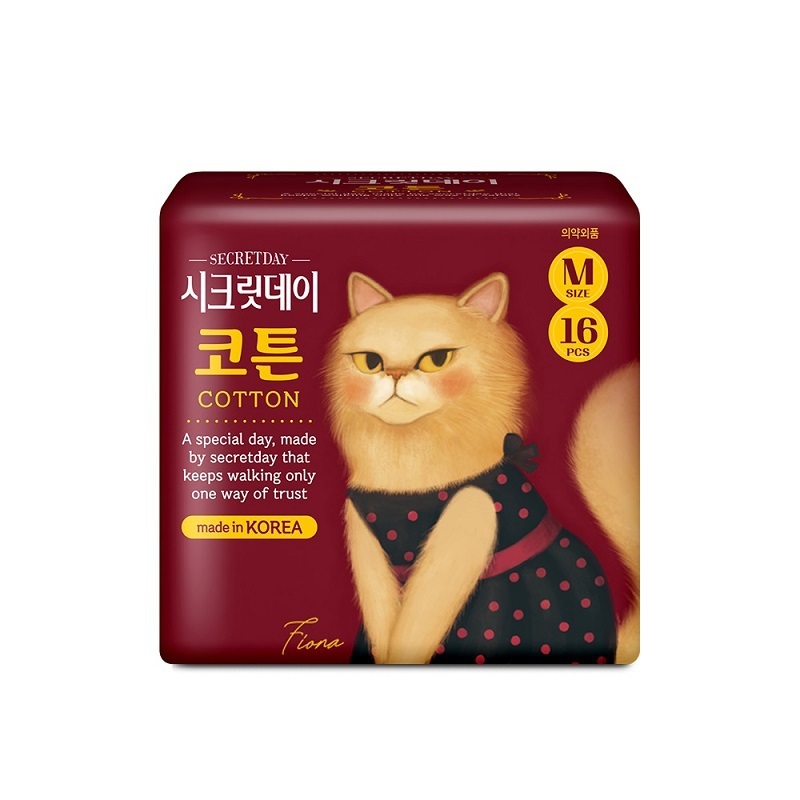 SECRETDAY
시크릿데이
코튼
COTTON
A special day, made
by secretday that
keeps walking only
one way of trust
made in KOREA
Fiona
의약외품
M
SIZE
16
PCS